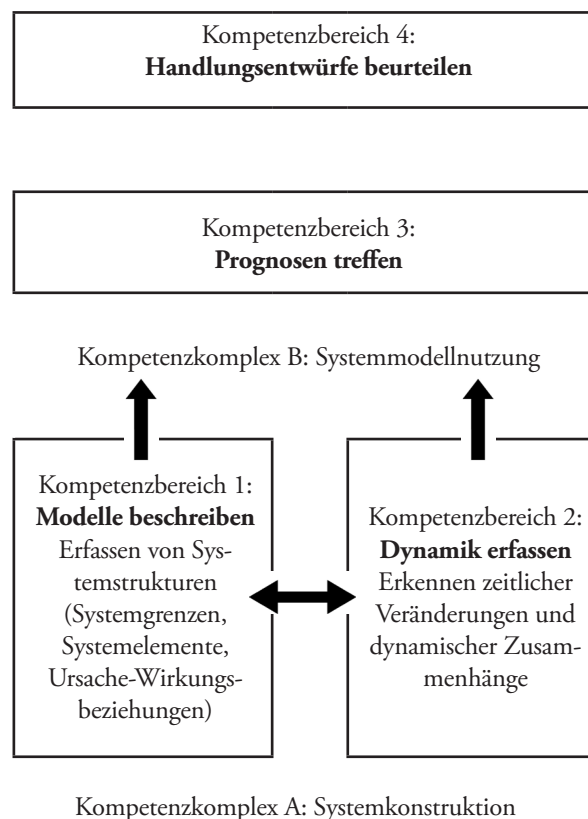 Kompetenzbereich 4:
Handlungsentwürfe beurteilen
Kompetenzbereich 3:
Prognosen treffen
Kompetenzkomplex B: Systemmodellnutzung
Kompetenzbereich 1:
Modelle beschreiben
Erfassen von Sys-
temstrukturen
(Systemgrenzen,
Systemelemente,
Ursache-Wirkungs-
beziehungen)
Kompetenzbereich 2:
Dynamik erfassen
Erkennen zeitlicher
Veränderungen und
dynamischer Zusam-
menhänge
Kompetenzkomplex A: Systemkonstruktion